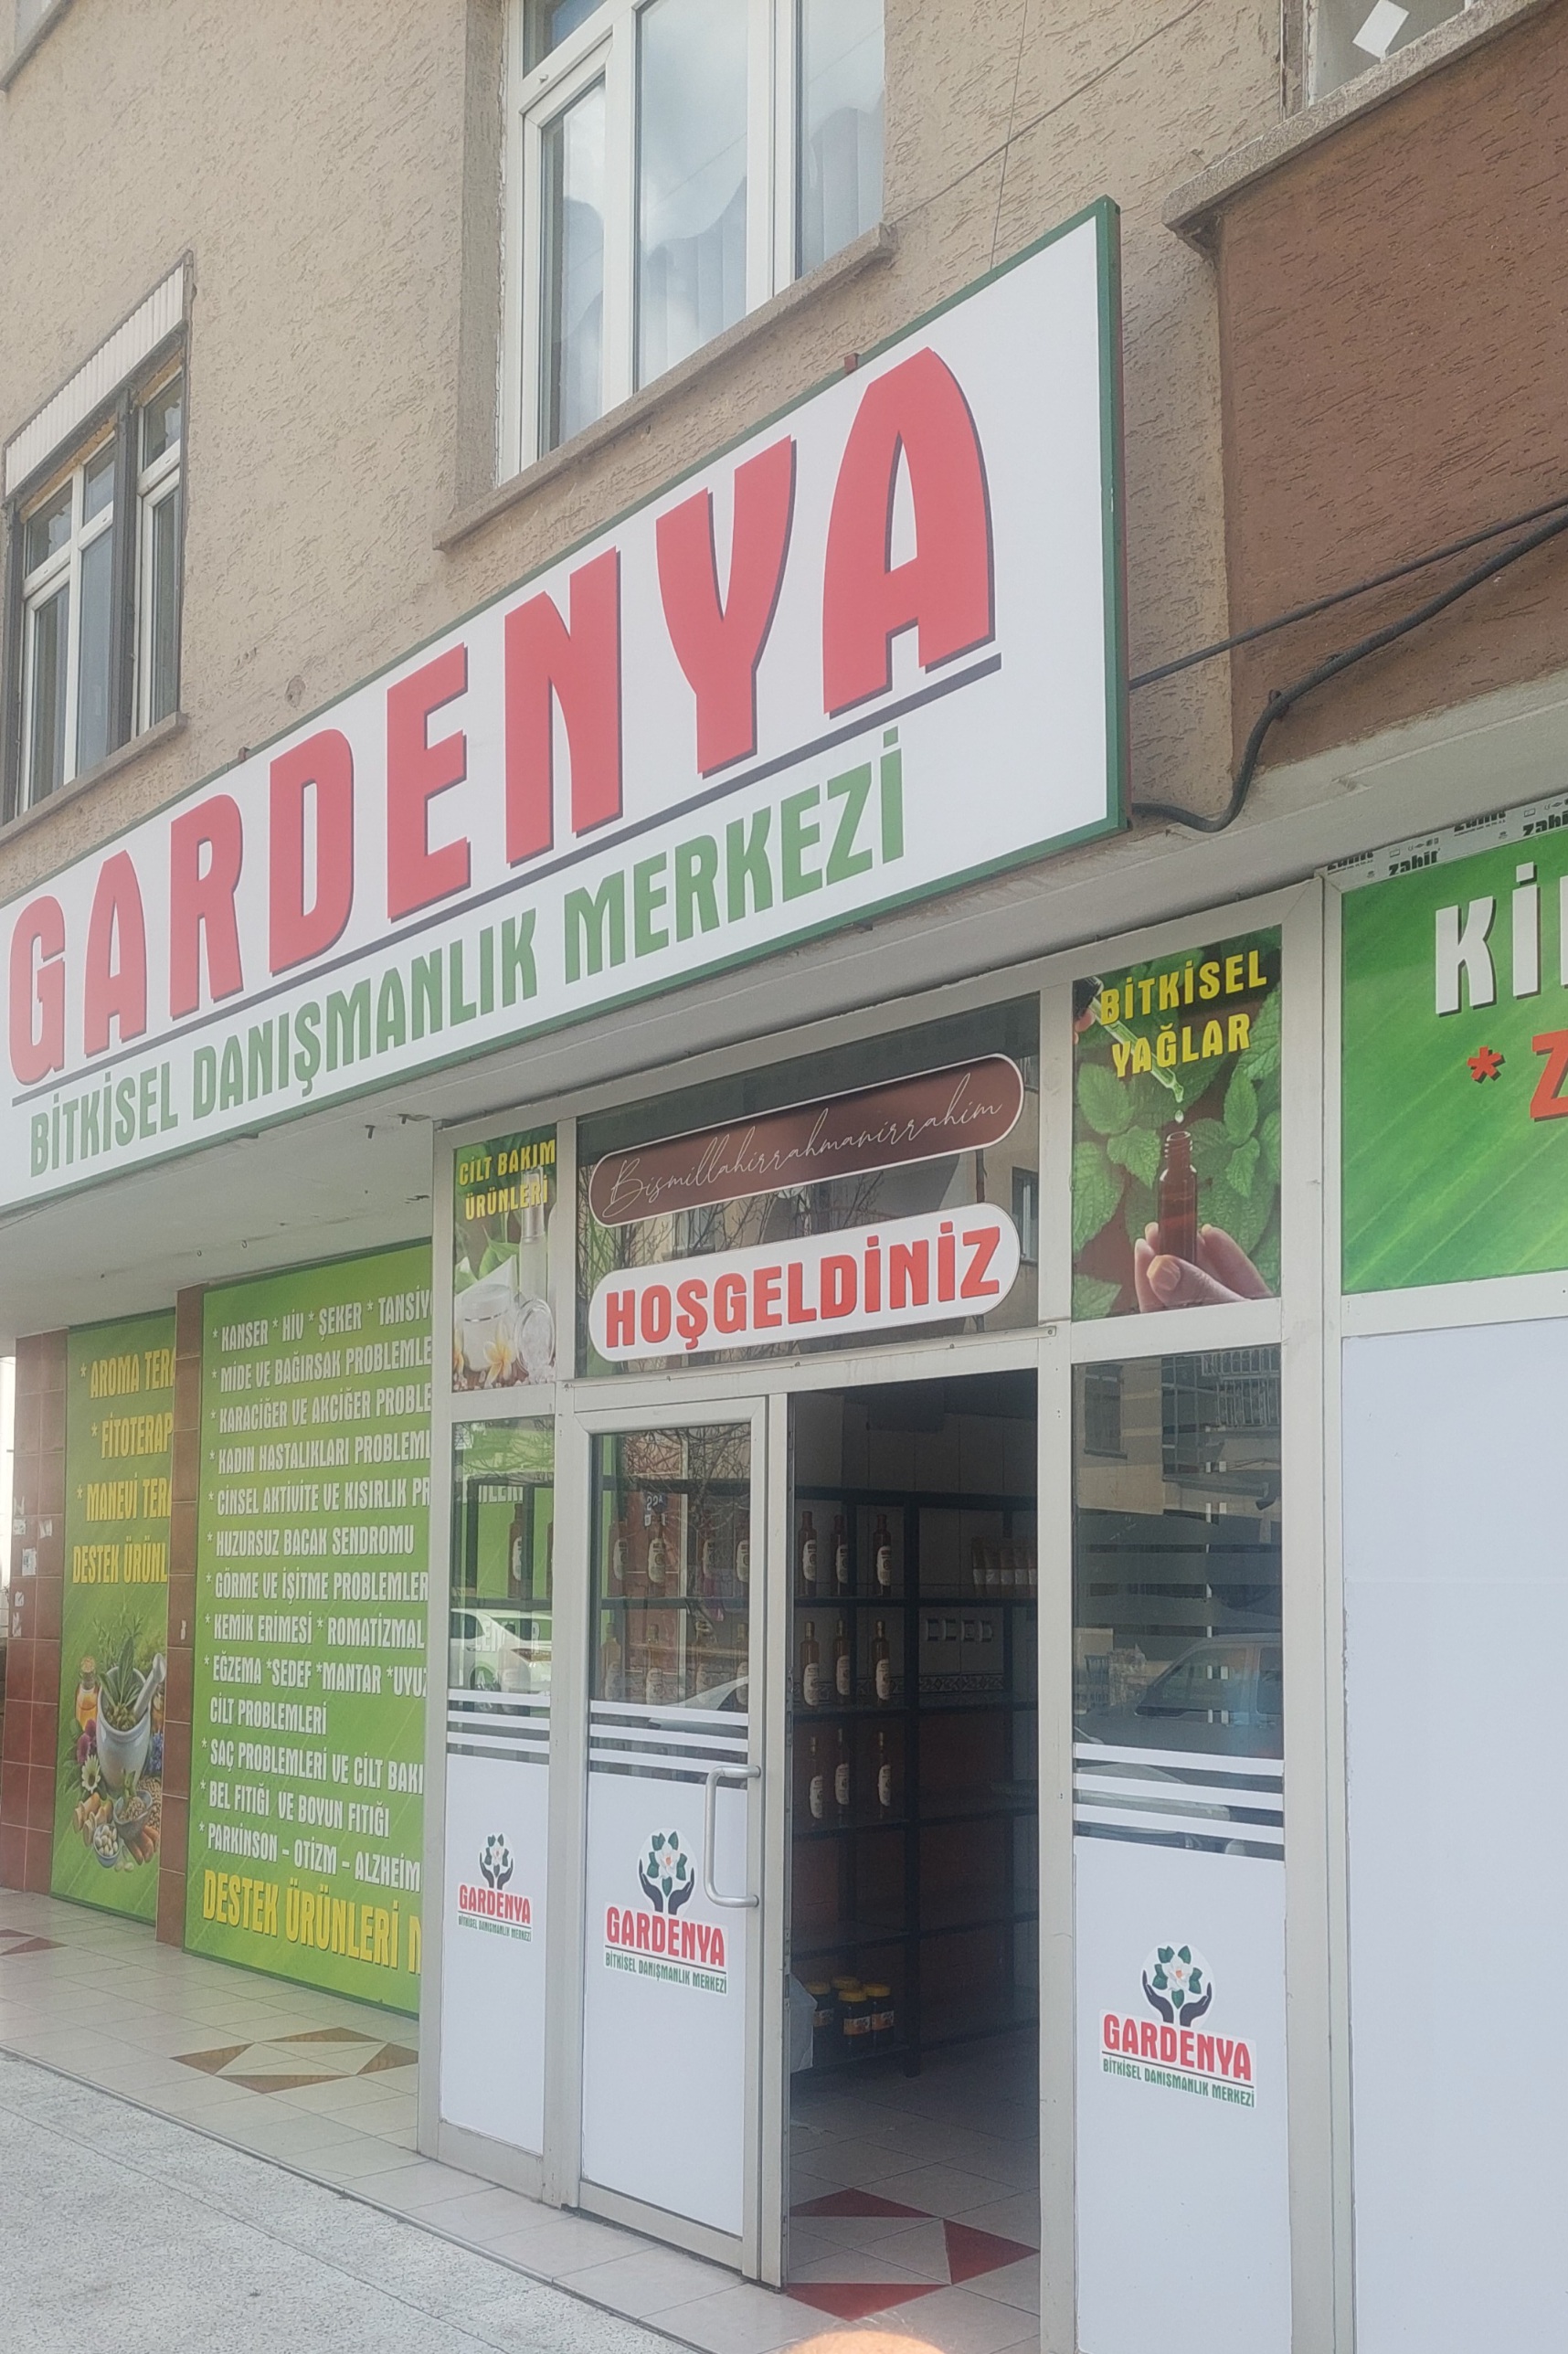 GARDENYA
BİTKİSEL DANIŞMANLIK MERKEZİ
zahir
KİL
* Z
BİTKİSEL
YAĞLAR
CİLT BAKIM
ÜRÜNLERİ
Bismillahirrahmanirrahim
HOŞGELDİNİZ
* AROMA TERA
* FİTOTERAP
* MANEVİ TERA
DESTEK ÜRÜNL
* KANSER * HİV * ŞEKER * TANSİY
* MİDE VE BAĞIRSAK PROBLEMLE
* KARACİĞER VE AKCİĞER PROBLE
* KADIN HASTALIKLARI PROBLEML
* CİNSEL AKTİVİTE VE KISIRLIK PR
* HUZURSUZ BACAK SENDROMU
* GÖRME VE İŞİTME PROBLEMLER
* KEMİK ERİMESİ * ROMATİZMAL
* EĞZEMA *SEDEF *MANTAR *UYUZ
CİLT PROBLEMLERİ
* SAÇ PROBLEMLERİ VE CİLT BAKI
* BEL FITIĞI VE BOYUN FITIĞI
* PARKİNSON - OTİZM - ALZHEİM
DESTEK ÜRÜNLERİ
GARDENYA
BİTKİSEL DANIŞMANLIK MERKEZİ
GARDENYA
BİTKİSEL DANIŞMANLIK MERKEZİ
GARDENYA
BİTKİSEL DANIŞMANLIK MERKEZİ